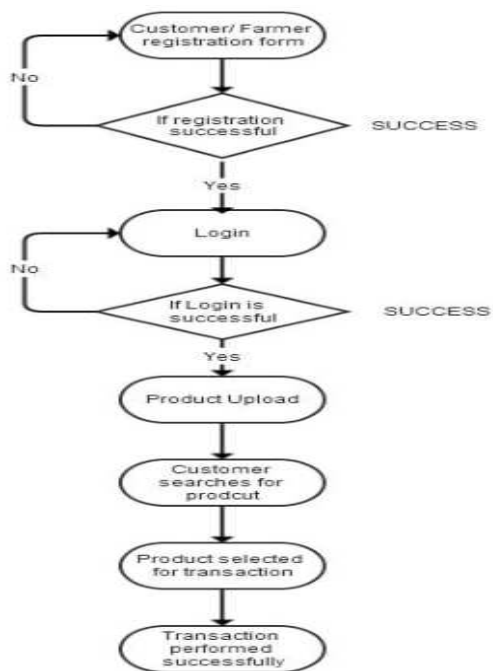 Customer/ Farmer
registration form
No
If registration
successful
SUCCESS
Yes
Login
No
If Login is
successful
SUCCESS
Yes
Product Upload
Customer
searches for
prodcut
Product selected
for transaction
Transaction
performed
successfully